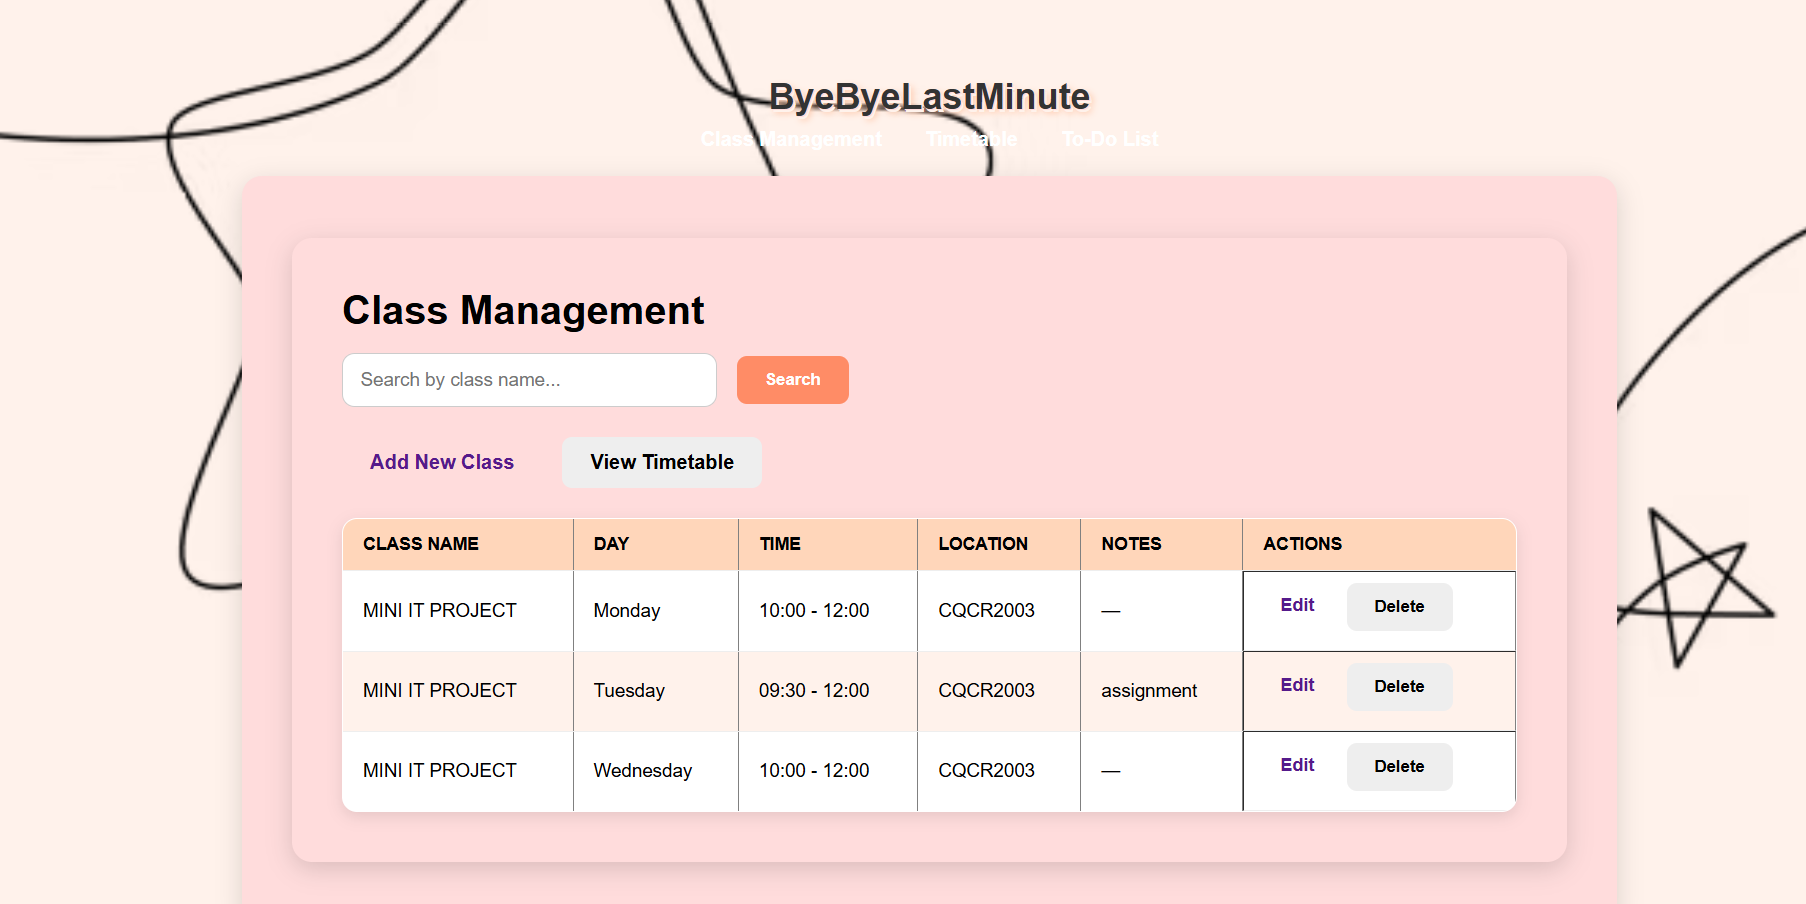 ByeByeLastMinute
Class Management Timetable To-Do List
Class Management
Search by class name... Search
Add New Class View Timetable
CLASS NAME DAY TIME LOCATION NOTES ACTIONS
MINI IT PROJECT Monday 10:00 - 12:00 CQCR2003 — Edit Delete
MINI IT PROJECT Tuesday 09:30 - 12:00 CQCR2003 assignment Edit Delete
MINI IT PROJECT Wednesday 10:00 - 12:00 CQCR2003 — Edit Delete